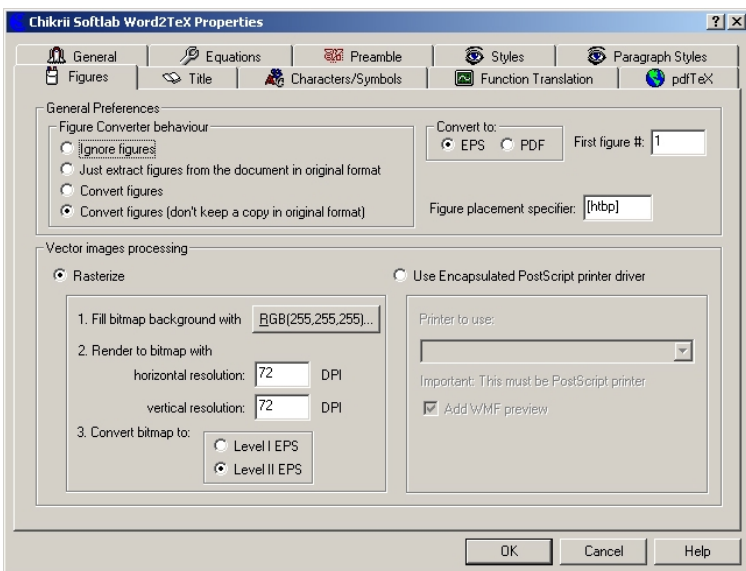 Chikrii Softlab Word2TeX Properties
General
Equations
Preamble
Styles
Paragraph Styles
Figures
Title
Characters/Symbols
Function Translation
pdfTeX
General Preferences
Figure Converter behaviour
Ignore figures
Just extract figures from the document in original format
Convert figures
Convert figures (don't keep a copy in original format)
Convert to:
EPS PDF
First figure #: 1
Figure placement specifier: [htbp]
Vector images processing
Rasterize
1. Fill bitmap background with RGB(255,255,255)...
2. Render to bitmap with
horizontal resolution: 72 DPI
vertical resolution: 72 DPI
3. Convert bitmap to:
Level I EPS
Level II EPS
Use Encapsulated PostScript printer driver
Printer to use:
Important: This must be PostScript printer
Add WMF preview
OK Cancel Help